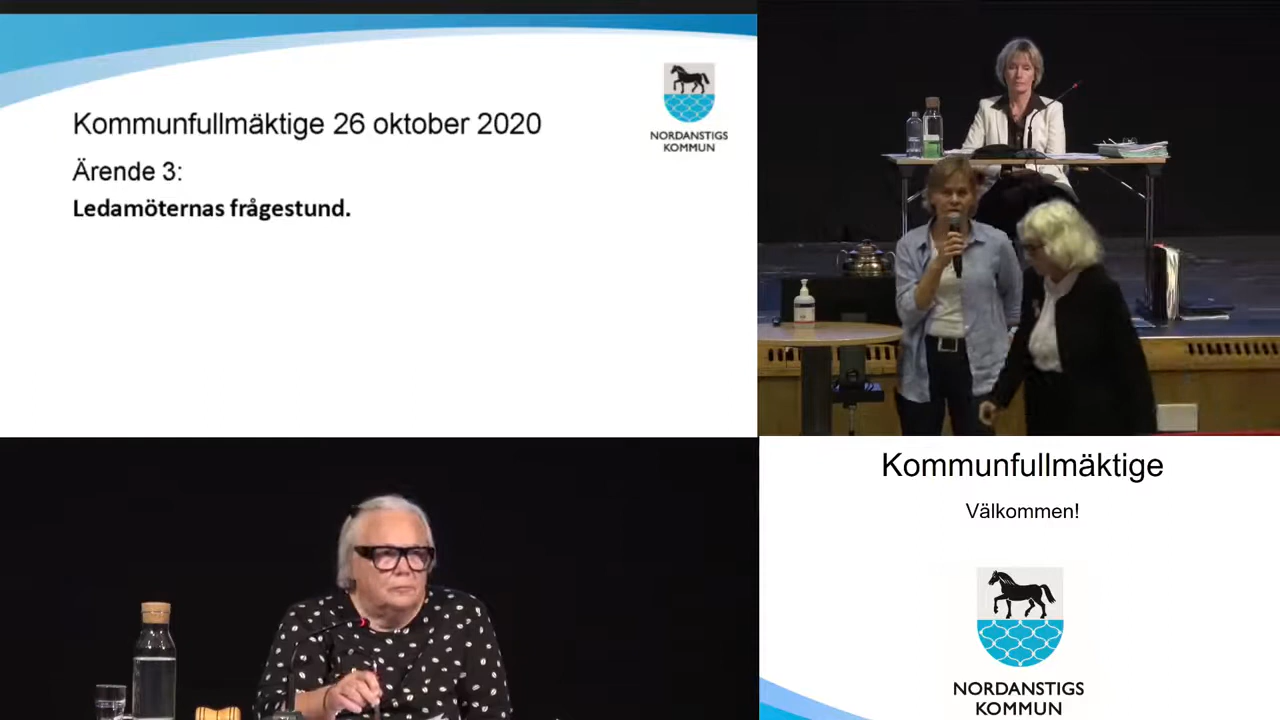 Kommunfullmäktige 26 oktober 2020
Ärende 3:
Ledamöternas frågestund.
NORDANSTIGS
KOMMUN
Kommunfullmäktige
Välkommen!
NORDANSTIGS
KOMMUN